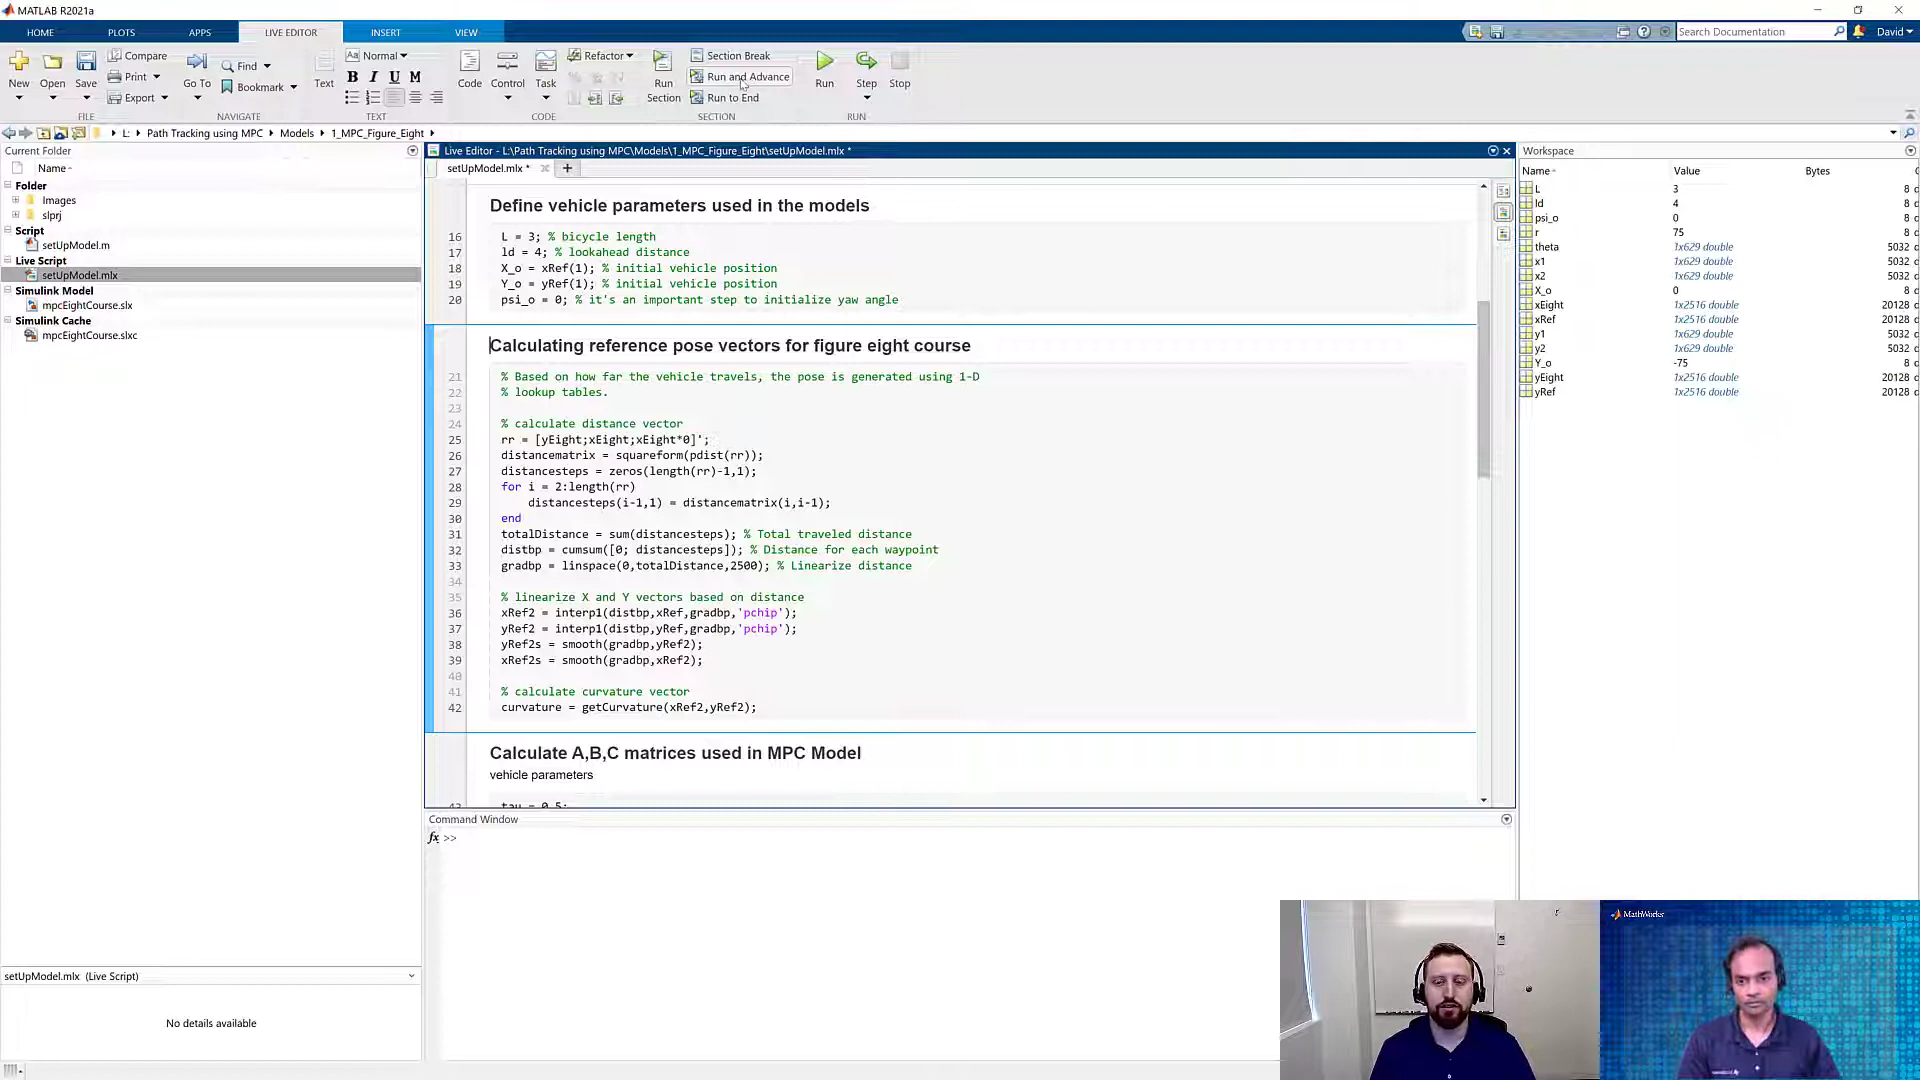 MATLAB R2021a
HOME PLOTS APPS LIVE EDITOR INSERT VIEW
Search Documentation
David
New Open Save
Compare
Print
Export
FILE
Go To
Find
Bookmark
NAVIGATE
Text
Normal
B I U M
TEXT
Code Control Task
Refactor
CODE
Run Section
Section Break
Run and Advance
Run to End
SECTION
Run Step Stop
RUN
L: Path Tracking using MPC Models 1_MPC_Figure_Eight
Current Folder
Name
Folder
Images
slprj
Script
setUpModel.m
Live Script
setUpModel.mlx
Simulink Model
mpcEightCourse.slx
Simulink Cache
mpcEightCourse.slxc
setUpModel.mlx (Live Script)
No details available
Live Editor - L:\Path Tracking using MPC\Models\1_MPC_Figure_Eight\setUpModel.mlx *
setUpModel.mlx *
Define vehicle parameters used in the models
16 L = 3; % bicycle length
17 ld = 4; % lookahead distance
18 X_o = xRef(1); % initial vehicle position
19 Y_o = yRef(1); % initial vehicle position
20 psi_o = 0; % it's an important step to initialize yaw angle
Calculating reference pose vectors for figure eight course
21 % Based on how far the vehicle travels, the pose is generated using 1-D
22 % lookup tables.
23
24 % calculate distance vector
25 rr = [yEight;xEight;xEight*0]';
26 distancematrix = squareform(pdist(rr));
27 distancesteps = zeros(length(rr)-1,1);
28 for i = 2:length(rr)
29 distancesteps(i-1,1) = distancematrix(i,i-1);
30 end
31 totalDistance = sum(distancesteps); % Total traveled distance
32 distbp = cumsum([0; distancesteps]); % Distance for each waypoint
33 gradbp = linspace(0,totalDistance,2500); % Linearize distance
34
35 % linearize X and Y vectors based on distance
36 xRef2 = interp1(distbp,xRef,gradbp,'pchip');
37 yRef2 = interp1(distbp,yRef,gradbp,'pchip');
38 yRef2s = smooth(gradbp,yRef2);
39 xRef2s = smooth(gradbp,xRef2);
40
41 % calculate curvature vector
42 curvature = getCurvature(xRef2,yRef2);
Calculate A,B,C matrices used in MPC Model
vehicle parameters
43 tau = 0.5;
Command Window
fx >>
Workspace
Name Value Bytes C
L 3 8 d
ld 4 8 d
psi_o 0 8 d
r 75 8 d
theta 1x629 double 5032 d
x1 1x629 double 5032 d
x2 1x629 double 5032 d
X_o 0 8 d
xEight 1x2516 double 20128 d
xRef 1x2516 double 20128 d
y1 1x629 double 5032 d
y2 1x629 double 5032 d
Y_o -75 8 d
yEight 1x2516 double 20128 d
yRef 1x2516 double 20128 d
MathWorks